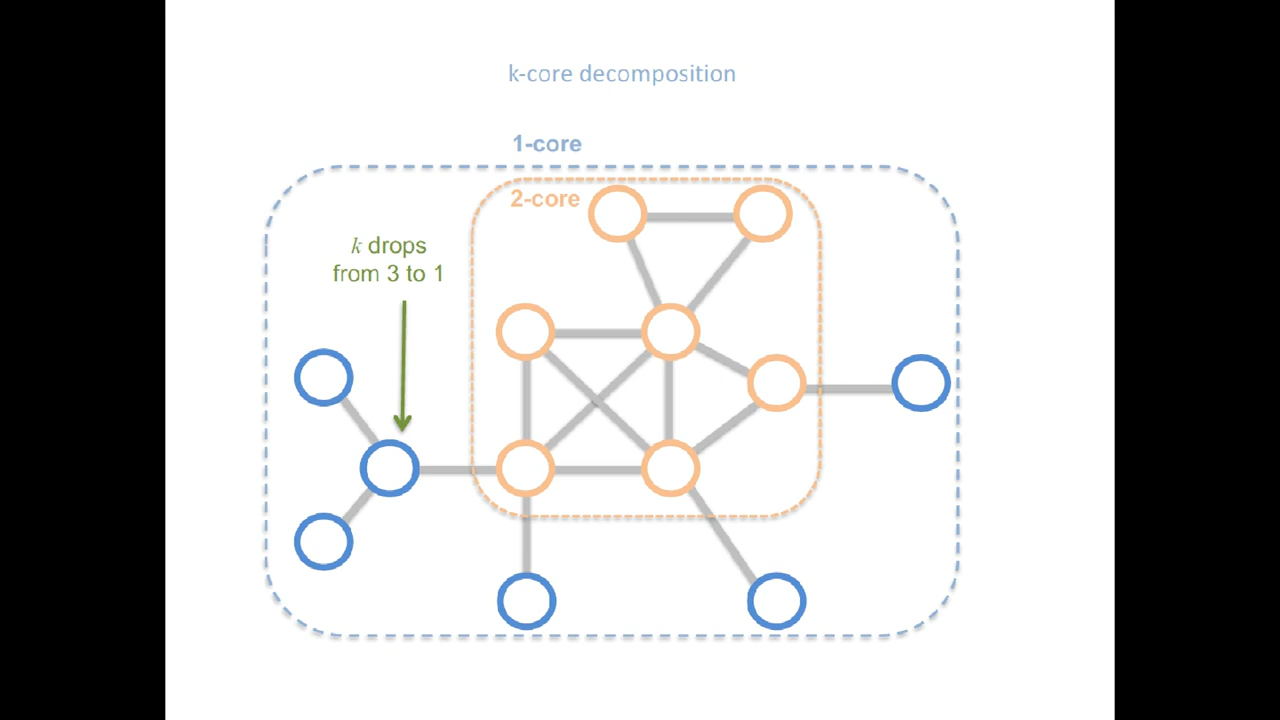 k-core decomposition
1-core
2-core
k drops
from 3 to 1